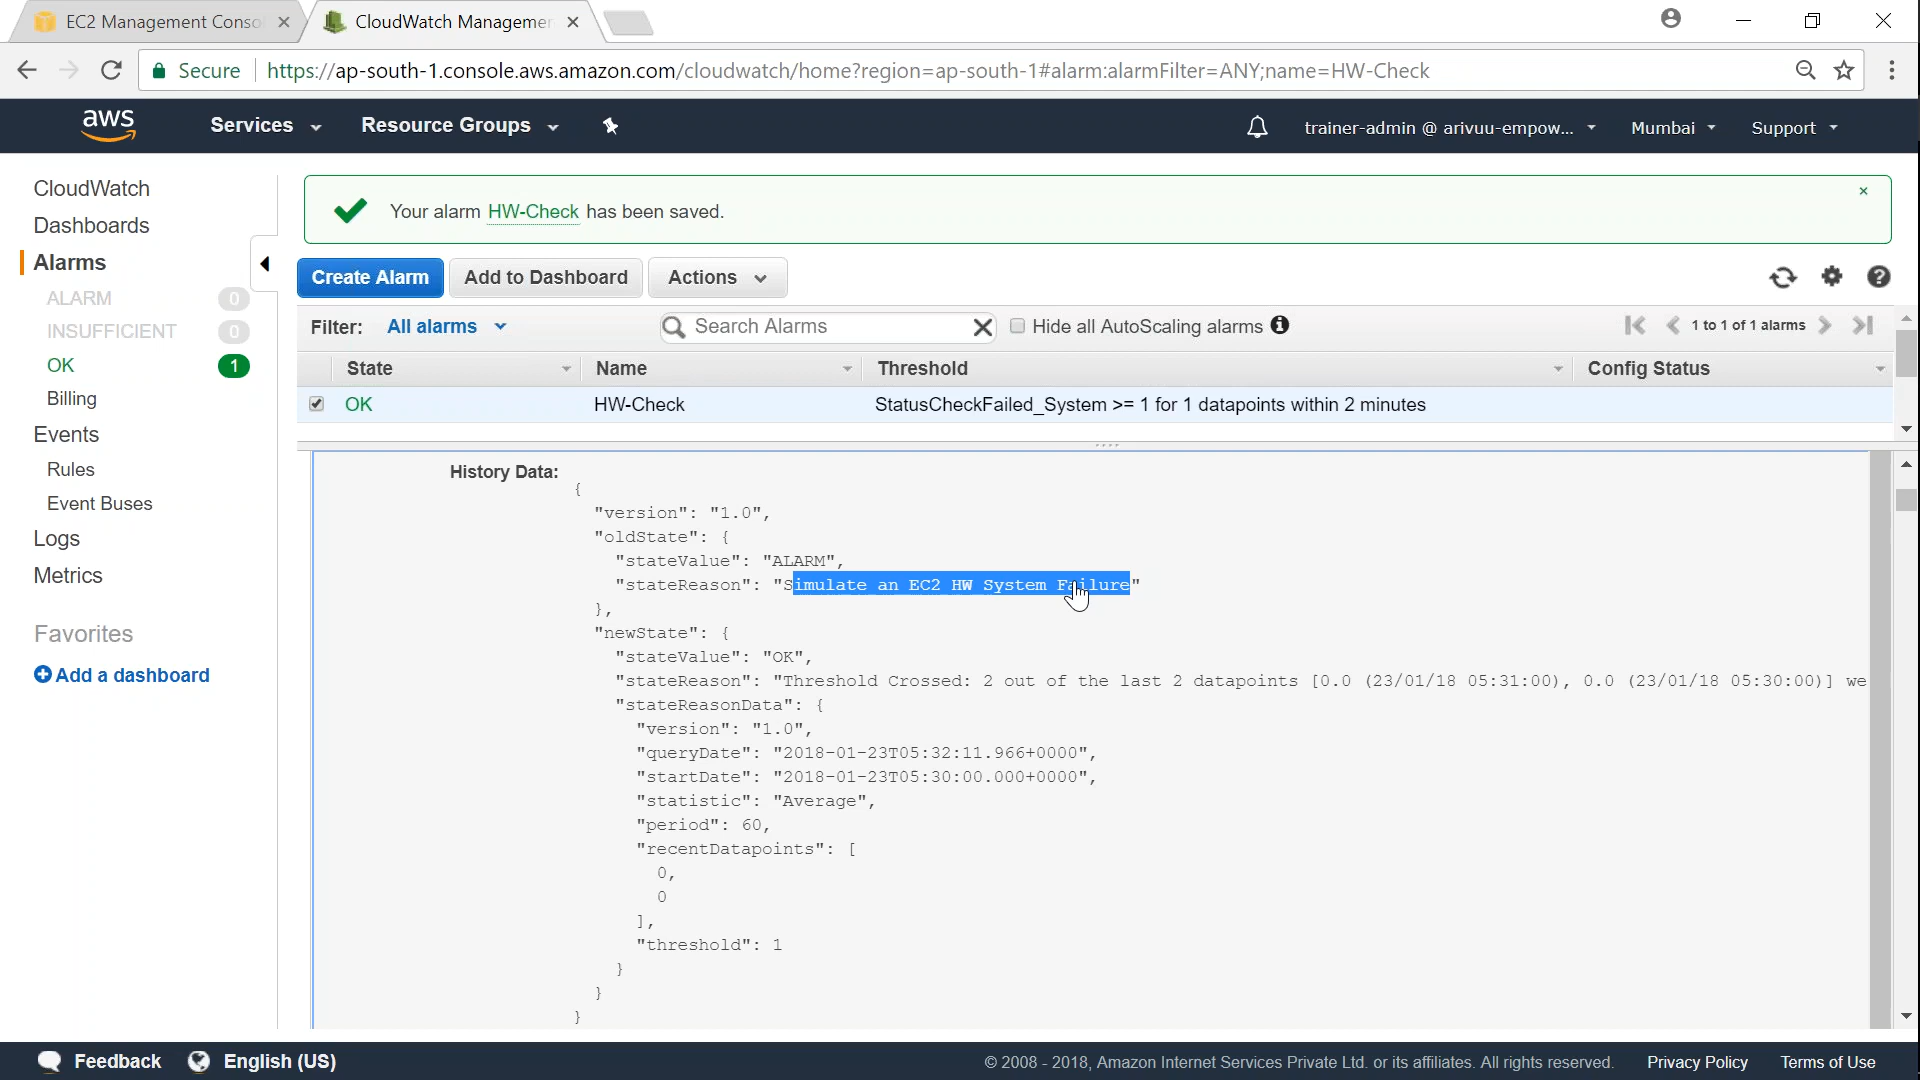 EC2 Management Conso
CloudWatch Managemen
Secure https://ap-south-1.console.aws.amazon.com/cloudwatch/home?region=ap-south-1#alarm:alarmFilter=ANY;name=HW-Check
aws
Services Resource Groups
trainer-admin @ arivuu-empow... Mumbai Support
CloudWatch
Dashboards
Alarms
ALARM 0
INSUFFICIENT 0
OK 1
Billing
Events
Rules
Event Buses
Logs
Metrics
Favorites
Add a dashboard
Your alarm HW-Check has been saved.
Create Alarm Add to Dashboard Actions
Filter: All alarms Search Alarms Hide all AutoScaling alarms 1 to 1 of 1 alarms
State Name Threshold Config Status
OK HW-Check StatusCheckFailed_System >= 1 for 1 datapoints within 2 minutes
History Data:
{
"version": "1.0",
"oldState": {
"stateValue": "ALARM",
"stateReason": "Simulate an EC2 HW System Failure"
},
"newState": {
"stateValue": "OK",
"stateReason": "Threshold Crossed: 2 out of the last 2 datapoints [0.0 (23/01/18 05:31:00), 0.0 (23/01/18 05:30:00)] we
"stateReasonData": {
"version": "1.0",
"queryDate": "2018-01-23T05:32:11.966+0000",
"startDate": "2018-01-23T05:30:00.000+0000",
"statistic": "Average",
"period": 60,
"recentDatapoints": [
0,
0
],
"threshold": 1
}
}
}
Feedback English (US)
© 2008 - 2018, Amazon Internet Services Private Ltd. or its affiliates. All rights reserved. Privacy Policy Terms of Use